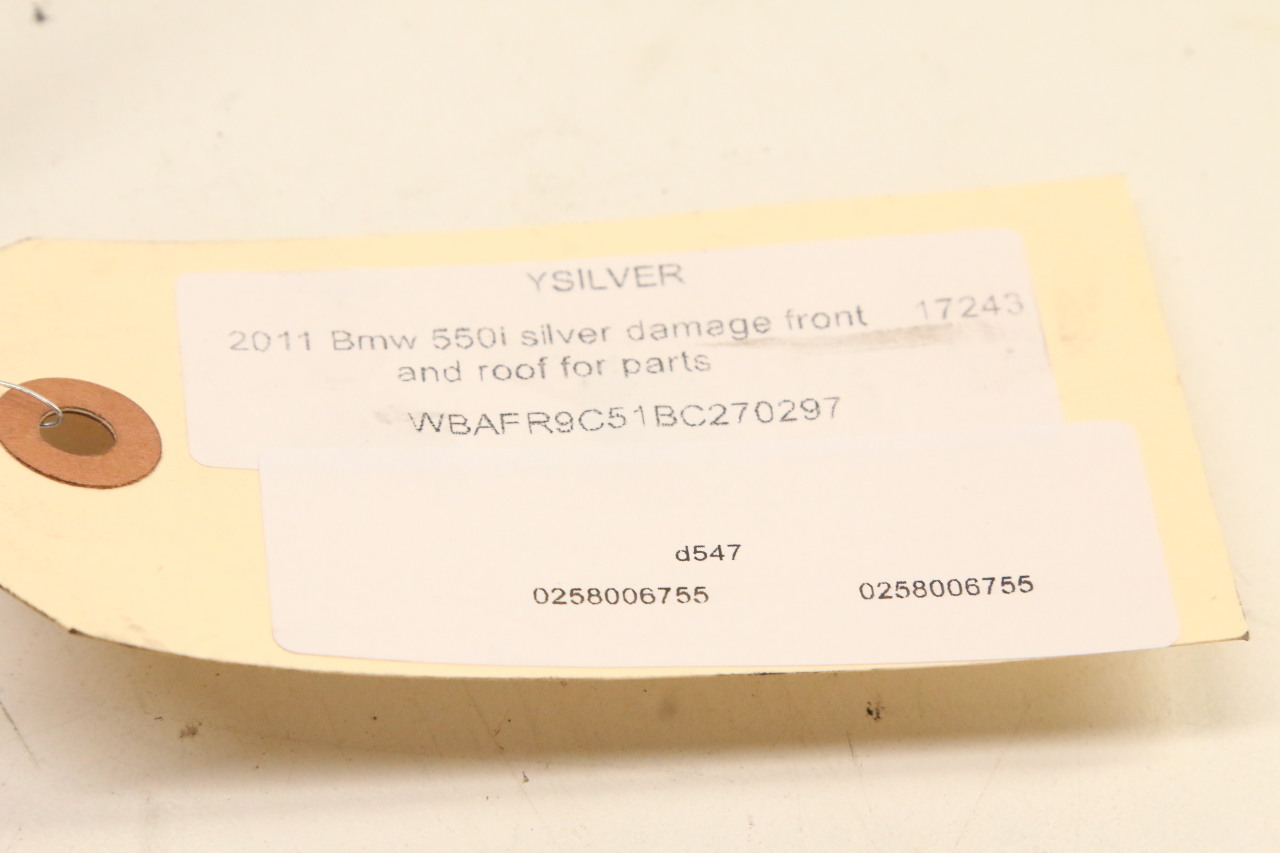 YSILVER
2011 Bmw 550i silver damage front 17243
and roof for parts
WBAFR9C51BC270297
d547
0258006755 0258006755